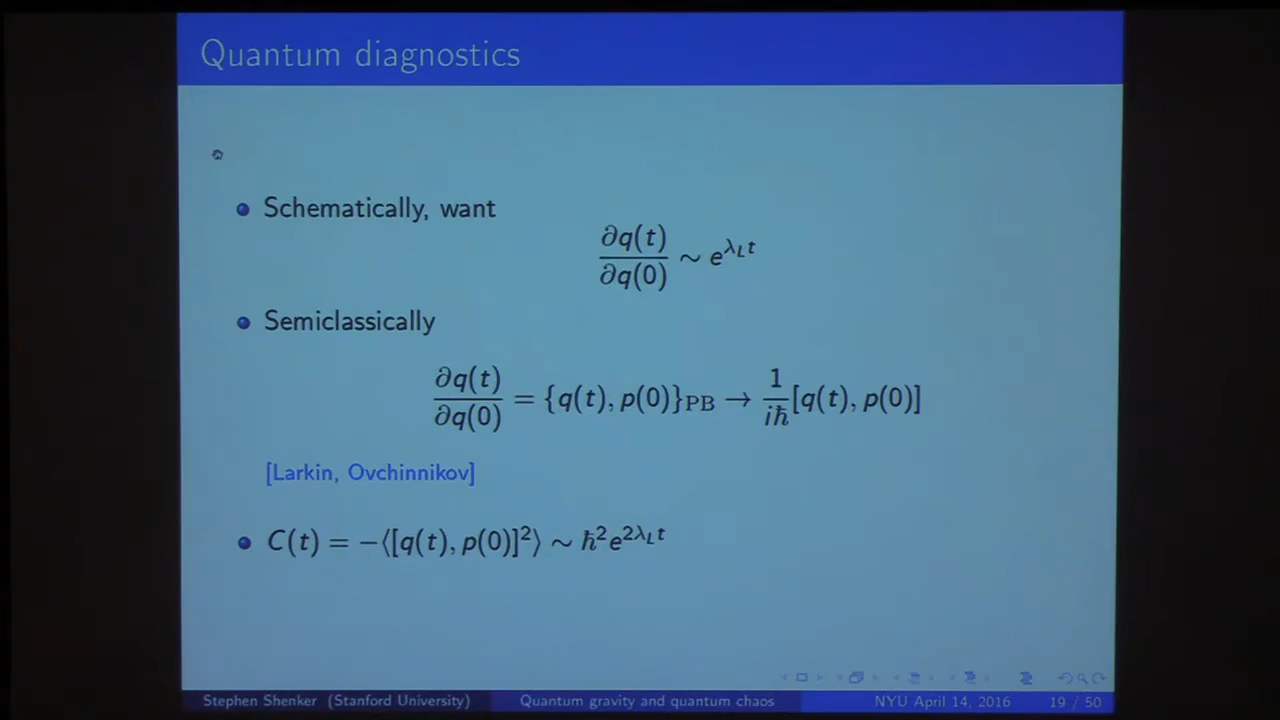 Quantum diagnostics
Schematically, want
∂q(t)/∂q(0) ∼ e^{λ_L t}
Semiclassically
∂q(t)/∂q(0) = {q(t), p(0)}_PB → 1/iℏ [q(t), p(0)]
[Larkin, Ovchinnikov]
C(t) = −⟨[q(t), p(0)]²⟩ ∼ ℏ²e^{2λ_L t}
Stephen Shenker (Stanford University) Quantum gravity and quantum chaos NYU April 14, 2016 19 / 50